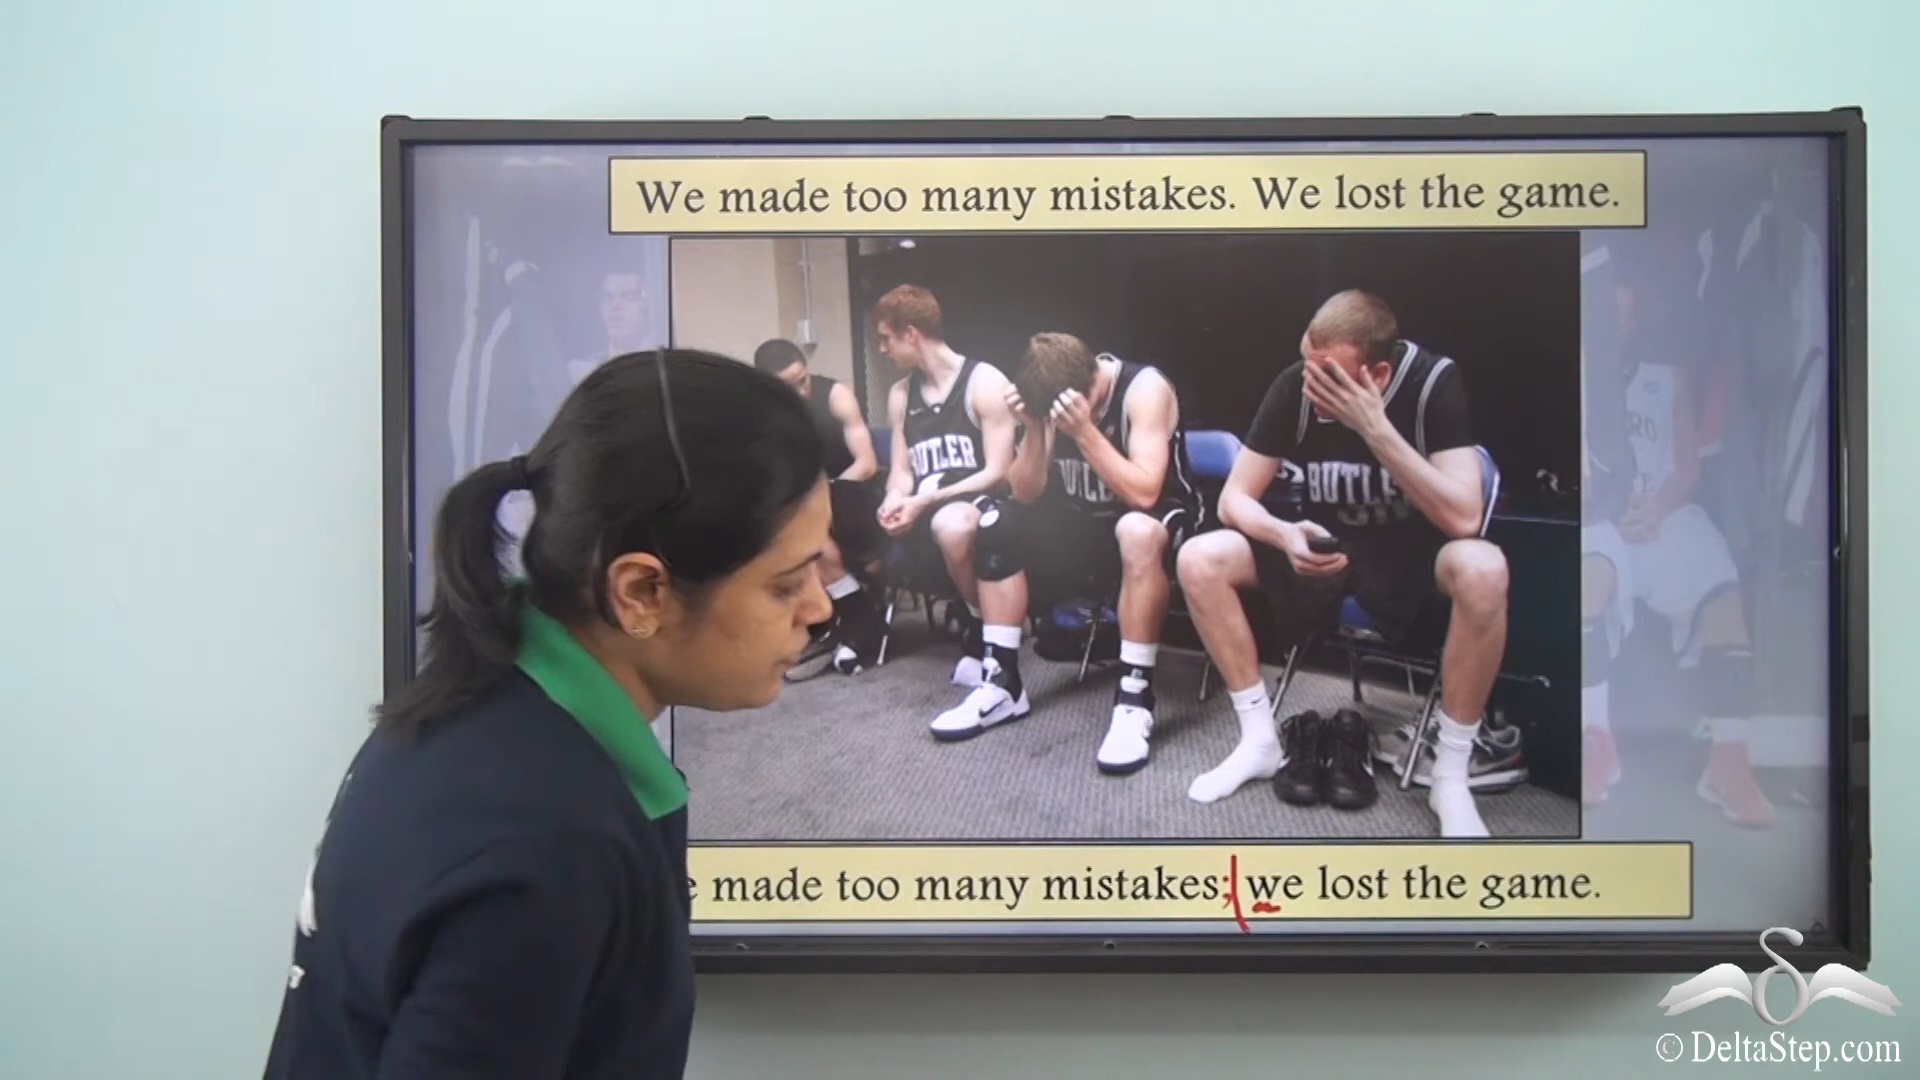 We made too many mistakes. We lost the game.
BUTLER
BUTLE
e made too many mistakes; we lost the game.
© DeltaStep.com